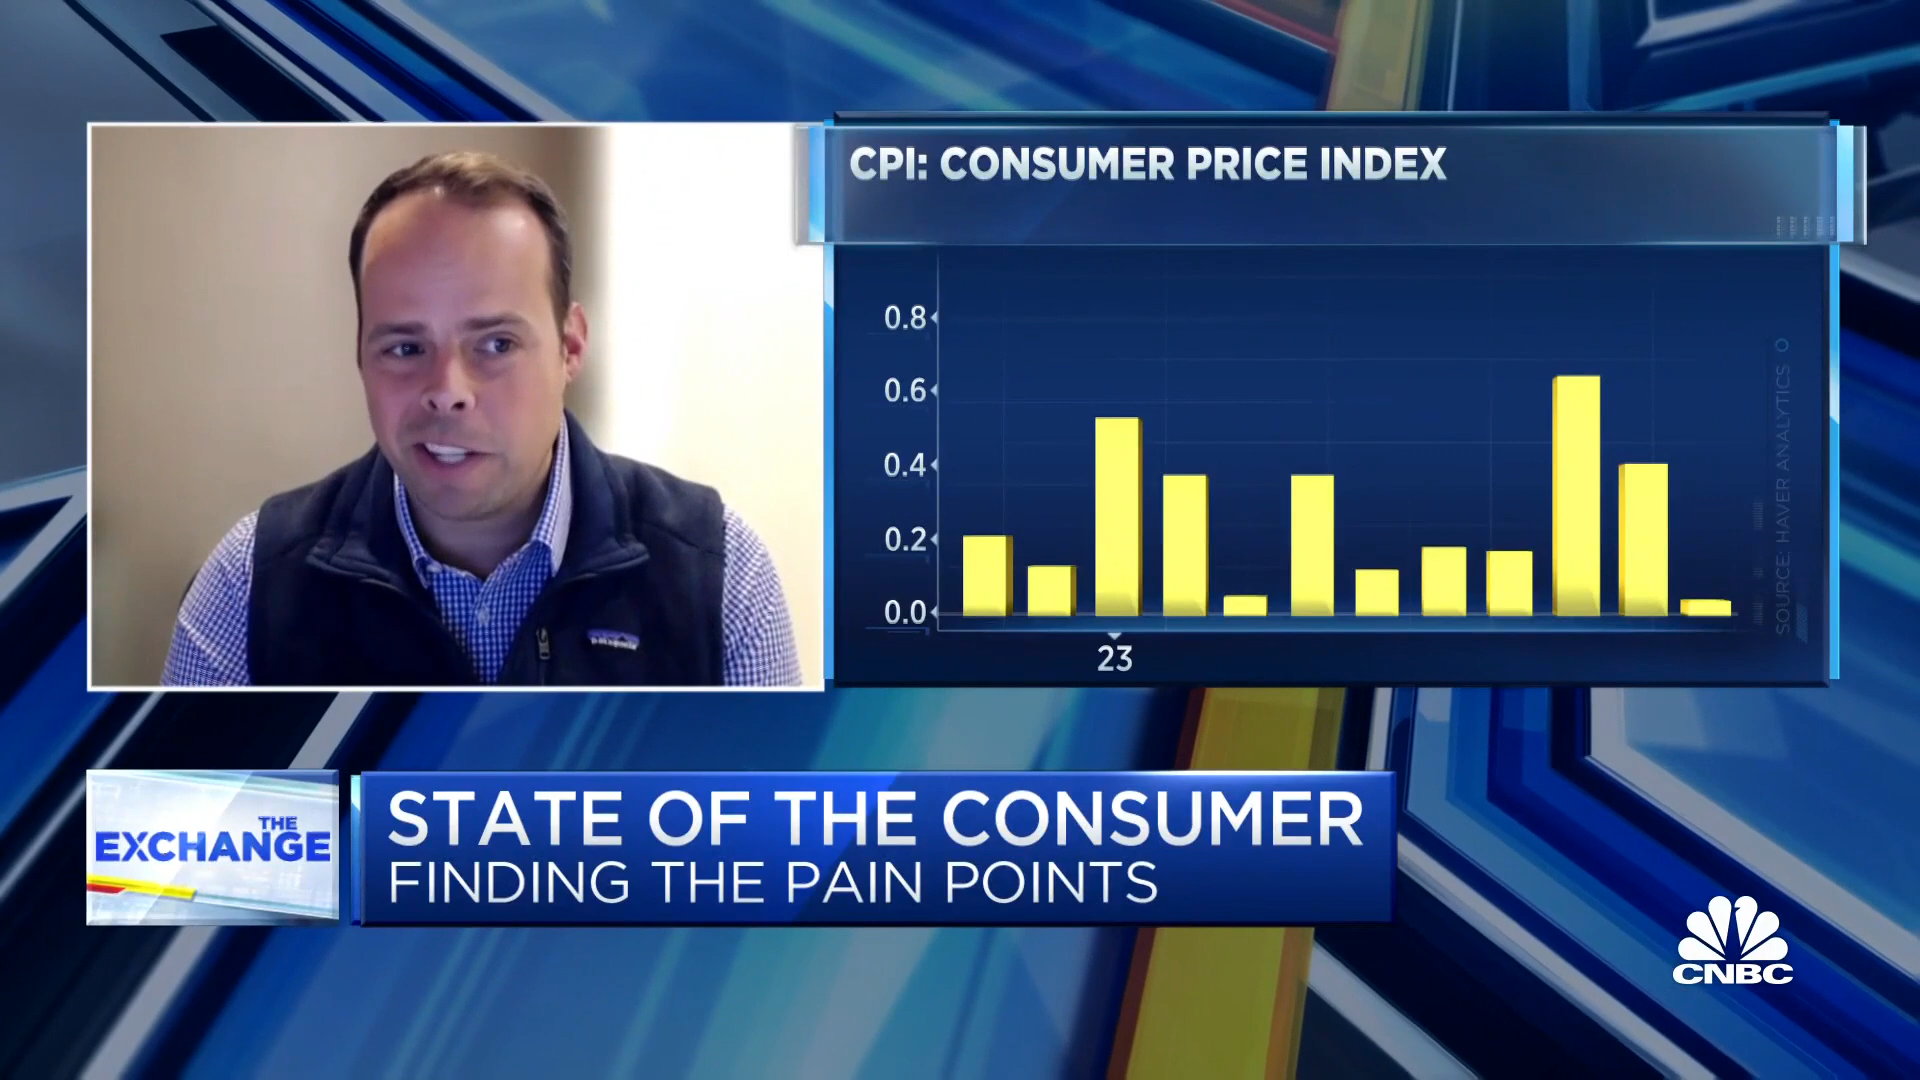 CPI: CONSUMER PRICE INDEX
0.8
0.6
0.4
0.2
0.0
23
SOURCE: HAVER ANALYTICS
patagonia
THE
EXCHANGE
STATE OF THE CONSUMER
FINDING THE PAIN POINTS
CNBC